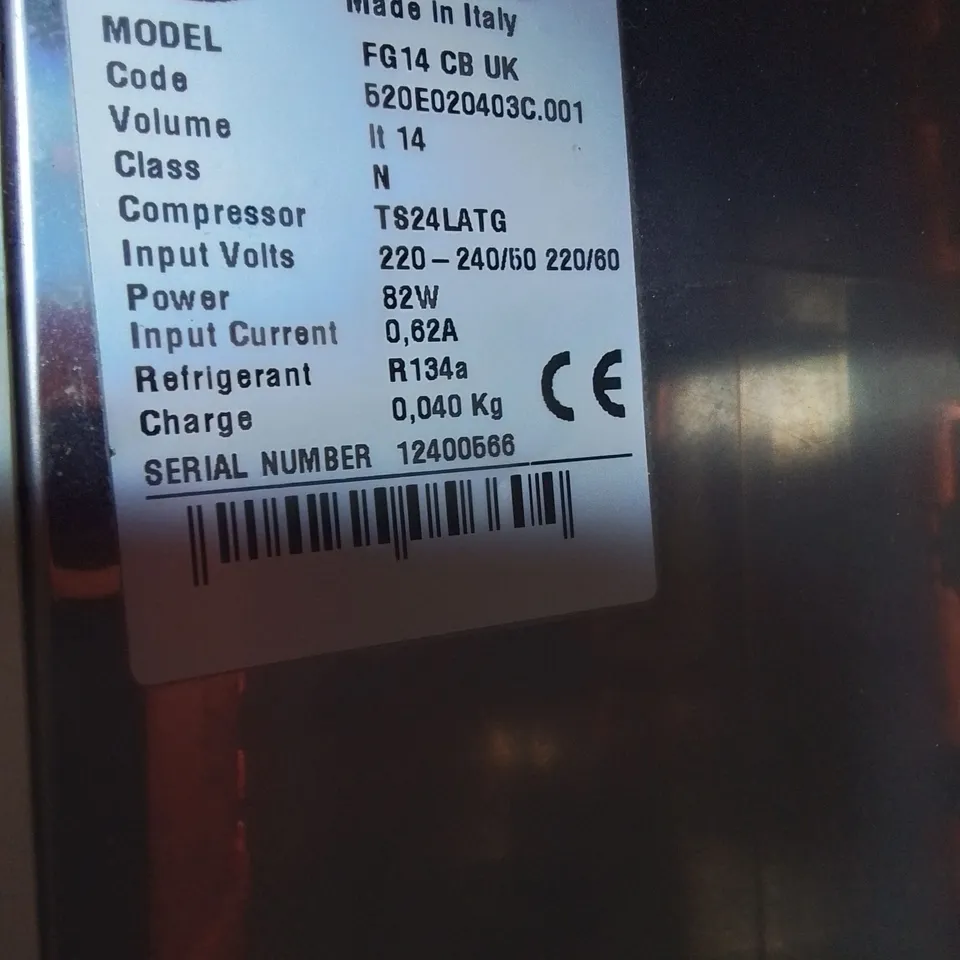 Made in Italy
MODEL FG14 CB UK
Code 520E020403C.001
Volume lt 14
Class N
Compressor TS24LATG
Input Volts 220-240/50 220/60
Power 82W
Input Current 0,62A
Refrigerant R134a
Charge 0,040 Kg
CE
SERIAL NUMBER 12400566